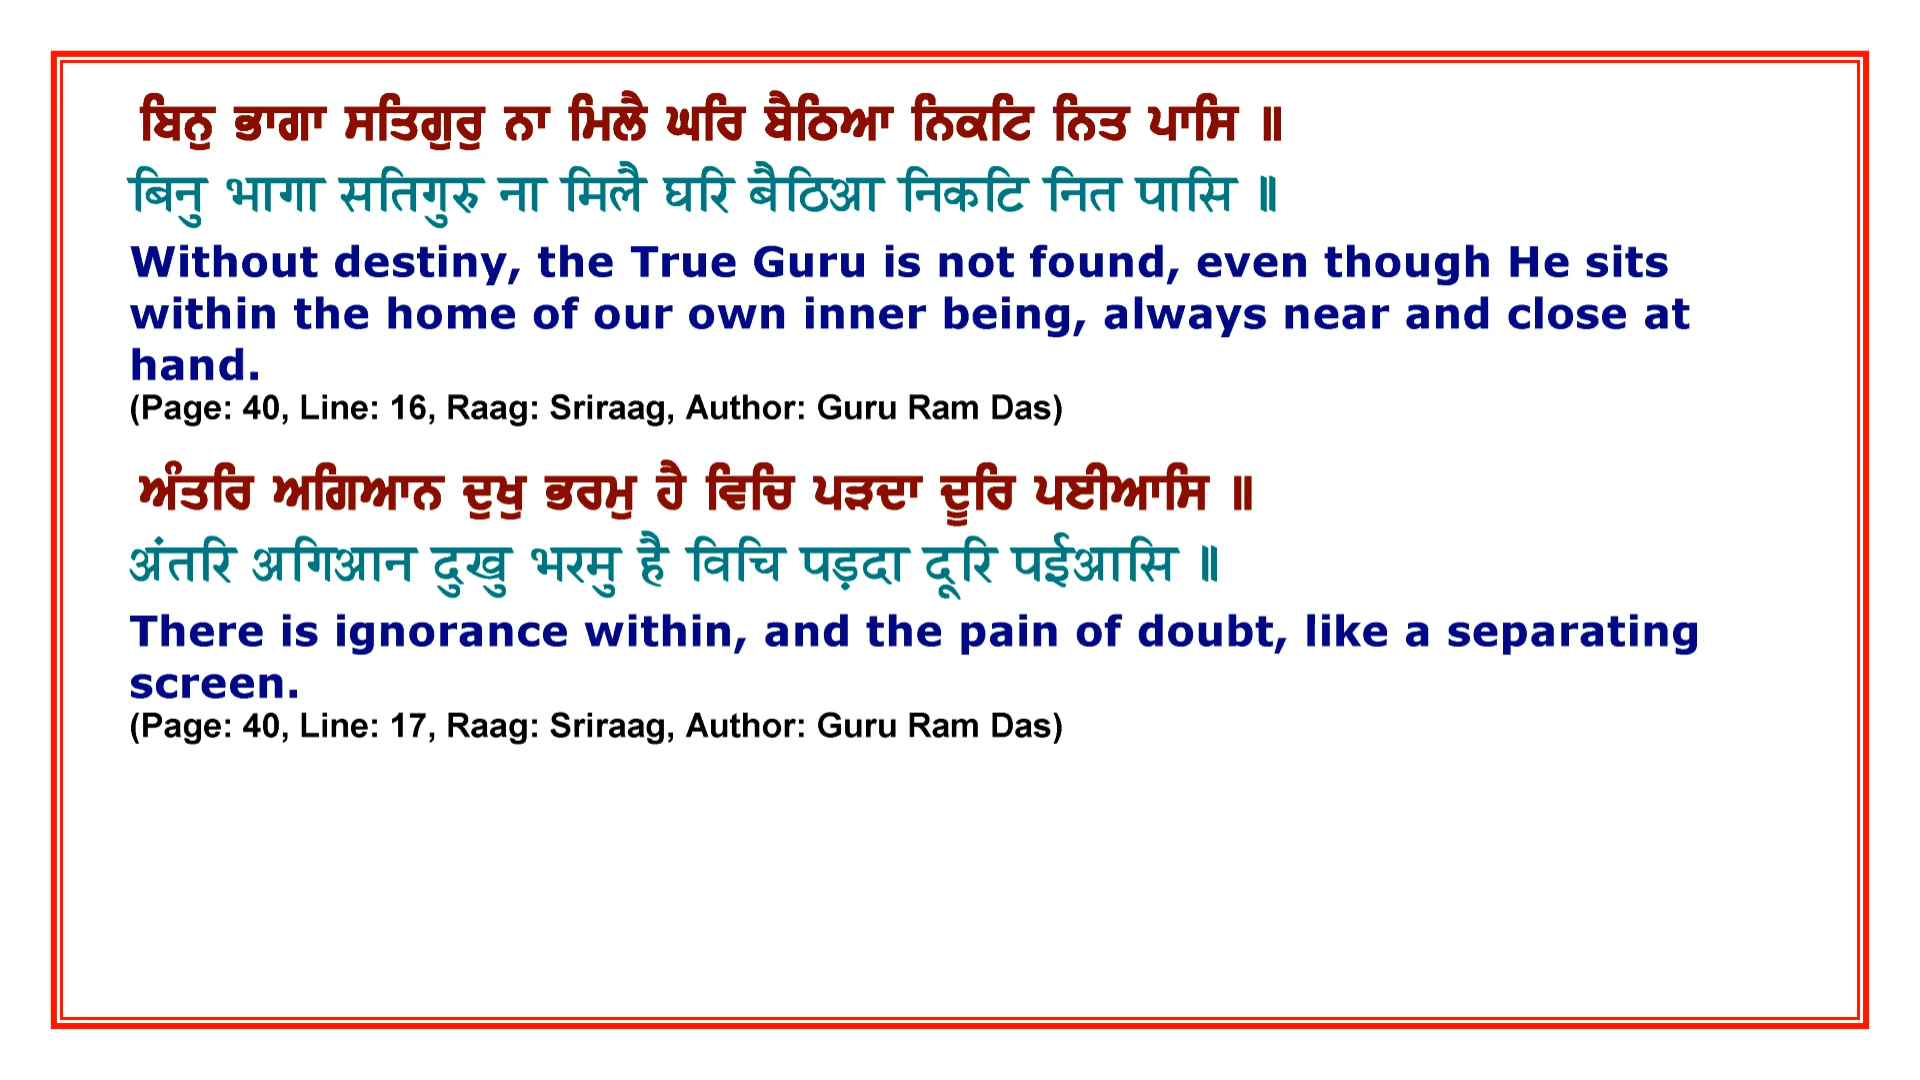 ਬਿਨੁ ਭਾਗਾ ਸਤਿਗੁਰੁ ਨਾ ਮਿਲੈ ਘਰਿ ਬੈਠਿਆ ਨਿਕਟਿ ਨਿਤ ਪਾਸਿ ॥
बिनु भागा सतिगुरु ना मिलै घरि बैठिआ निकटि नित पासि ॥
Without destiny, the True Guru is not found, even though He sits
within the home of our own inner being, always near and close at
hand.
(Page: 40, Line: 16, Raag: Sriraag, Author: Guru Ram Das)
ਅੰਤਰਿ ਅਗਿਆਨ ਦੁਖੁ ਭਰਮੁ ਹੈ ਵਿਚਿ ਪੜਦਾ ਦੂਰਿ ਪਈਆਸਿ ॥
अंतरि अगिआन दुखु भरमु है विचि पड़दा दूरि पईआसि ॥
There is ignorance within, and the pain of doubt, like a separating
screen.
(Page: 40, Line: 17, Raag: Sriraag, Author: Guru Ram Das)